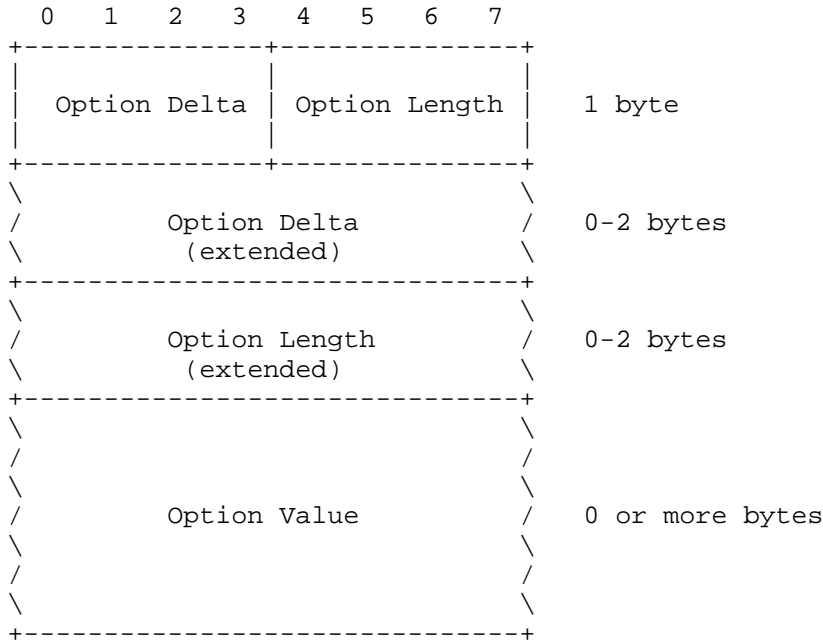 0   1   2   3   4   5   6   7
+---------------+---------------+
|               |               |
|  Option Delta | Option Length |   1 byte
|               |               |
+---------------+---------------+
\                               \
/         Option Delta          /   0-2 bytes
\          (extended)           \
+-------------------------------+
\                               \
/         Option Length         /   0-2 bytes
\          (extended)           \
+-------------------------------+
\                               \
/                               /
\                               \
/         Option Value          /   0 or more bytes
\                               \
/                               /
\                               \
+-------------------------------+